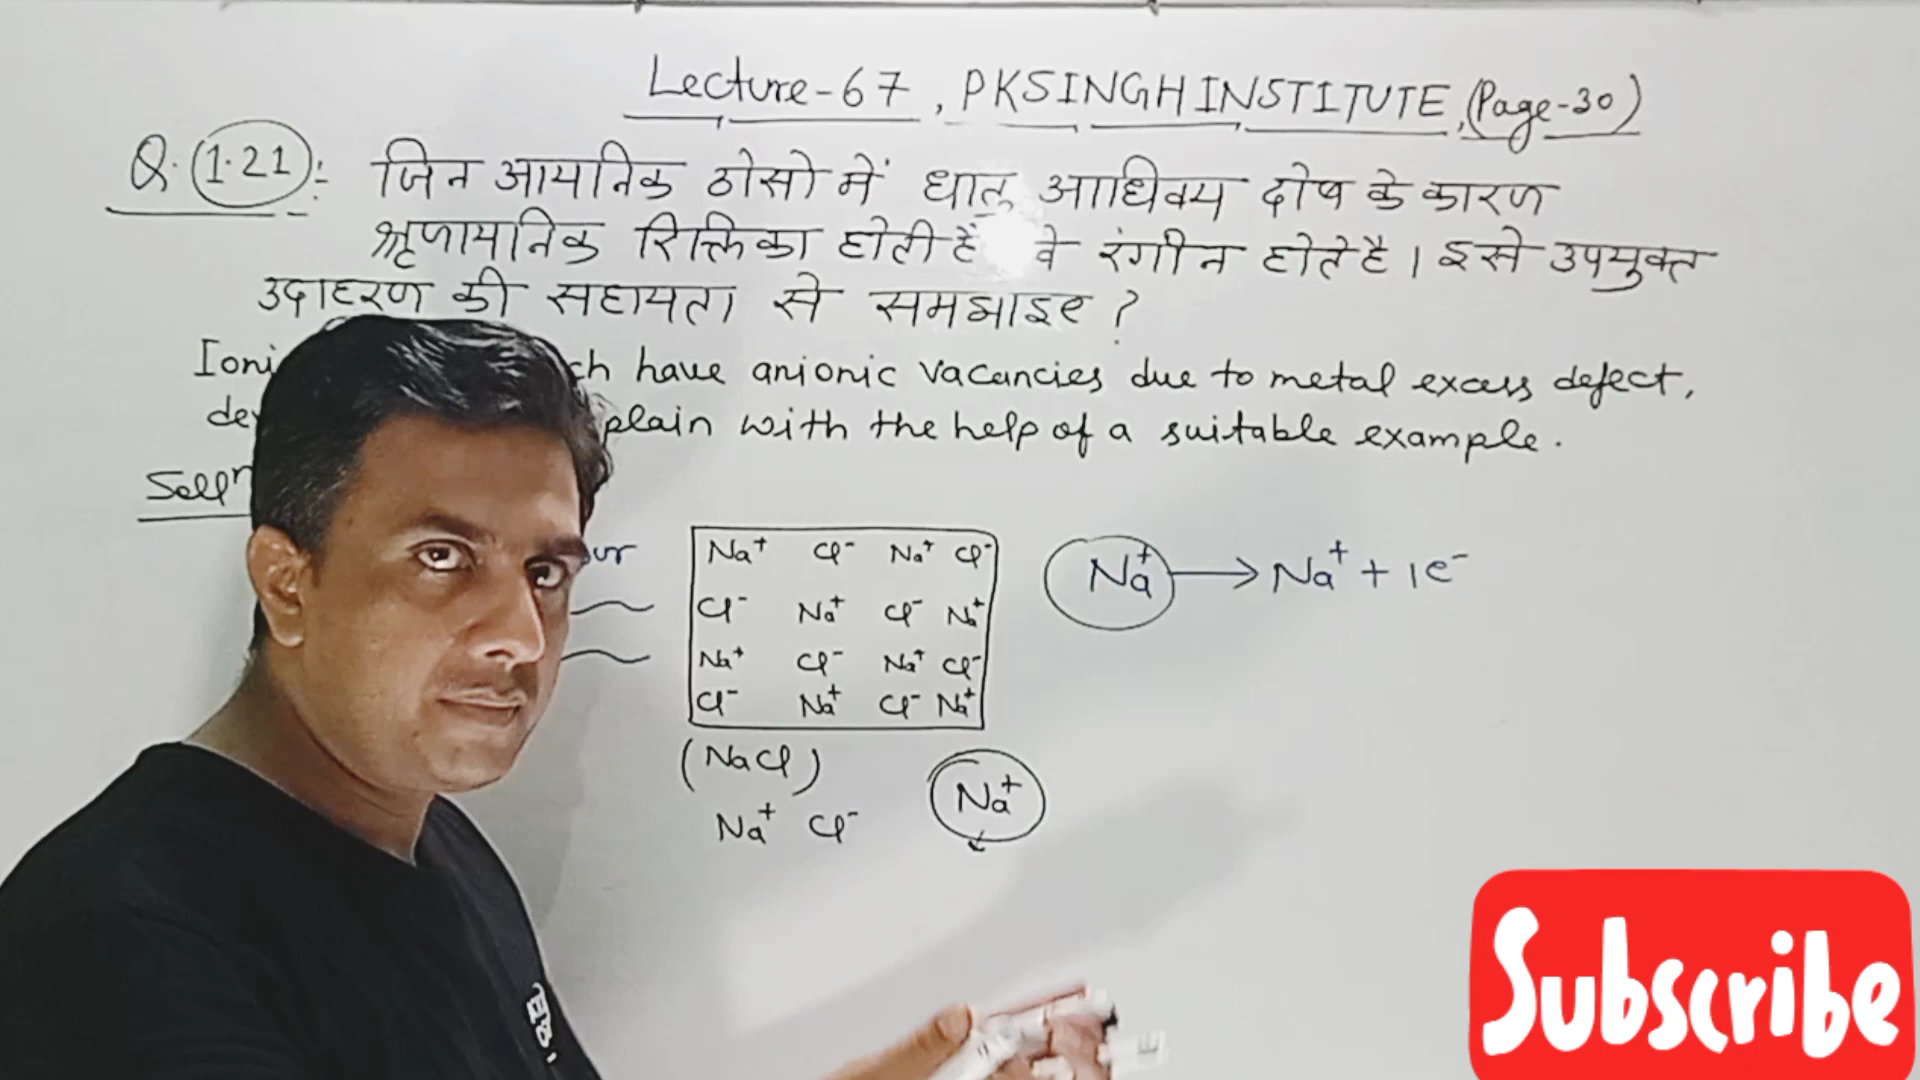 Lecture-67, PKSINGH INSTITUTE, (Page-30)
Q. 1.21: जिन आयनिक ठोसो में धातु आधिक्य दोष के कारण
ऋणायनिक रिक्तिका होती है वे रंगीन होते है। इसे उपयुक्त
उदाहरण की सहायता से समझाइए ?
Ioni ch have anionic vacancies due to metal excess defect,
de plain with the help of a suitable example.
Solⁿ
Na⁺ Cl⁻ Na⁺ Cl⁻
Cl⁻ Na⁺ Cl⁻ Na⁺
Na⁺ Cl⁻ Na⁺ Cl⁻
Cl⁻ Na⁺ Cl⁻ Na⁺
Na⁺ → Na⁺ + 1e⁻
(NaCl)
Na⁺ Cl⁻
Na⁺
Subscribe